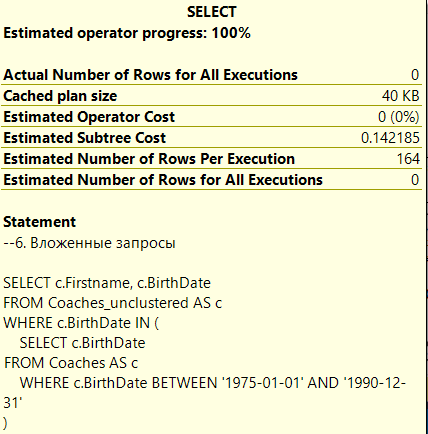 SELECT
Estimated operator progress: 100%
Actual Number of Rows for All Executions 0
Cached plan size 40 KB
Estimated Operator Cost 0 (0%)
Estimated Subtree Cost 0.142185
Estimated Number of Rows Per Execution 164
Estimated Number of Rows for All Executions 0
Statement
--6. Вложенные запросы
SELECT c.Firstname, c.BirthDate
FROM Coaches_unclustered AS c
WHERE c.BirthDate IN (
SELECT c.BirthDate
FROM Coaches AS c
WHERE c.BirthDate BETWEEN '1975-01-01' AND '1990-12-
31'
)